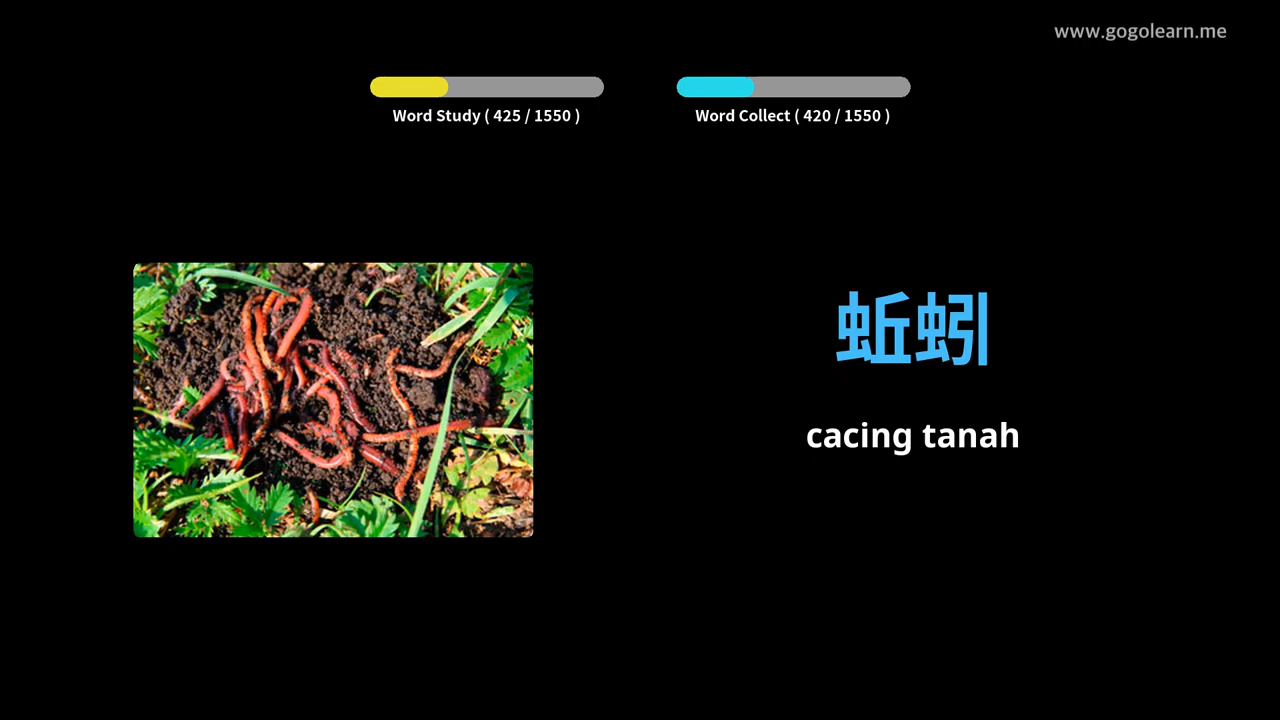 www.gogolearn.me
Word Study ( 425 / 1550 )
Word Collect ( 420 / 1550 )
蚯蚓
cacing tanah